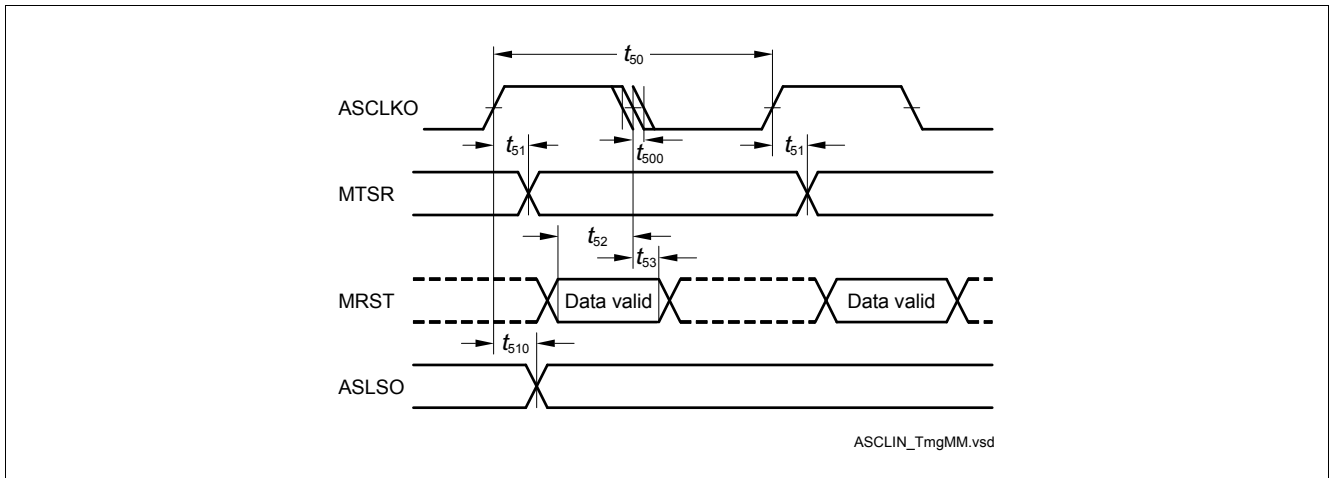 t50
ASCLKO
t51
t500
t51
MTSR
t52
t53
MRST
Data valid
Data valid
t510
ASLSO
ASCLIN_TmgMM.vsd